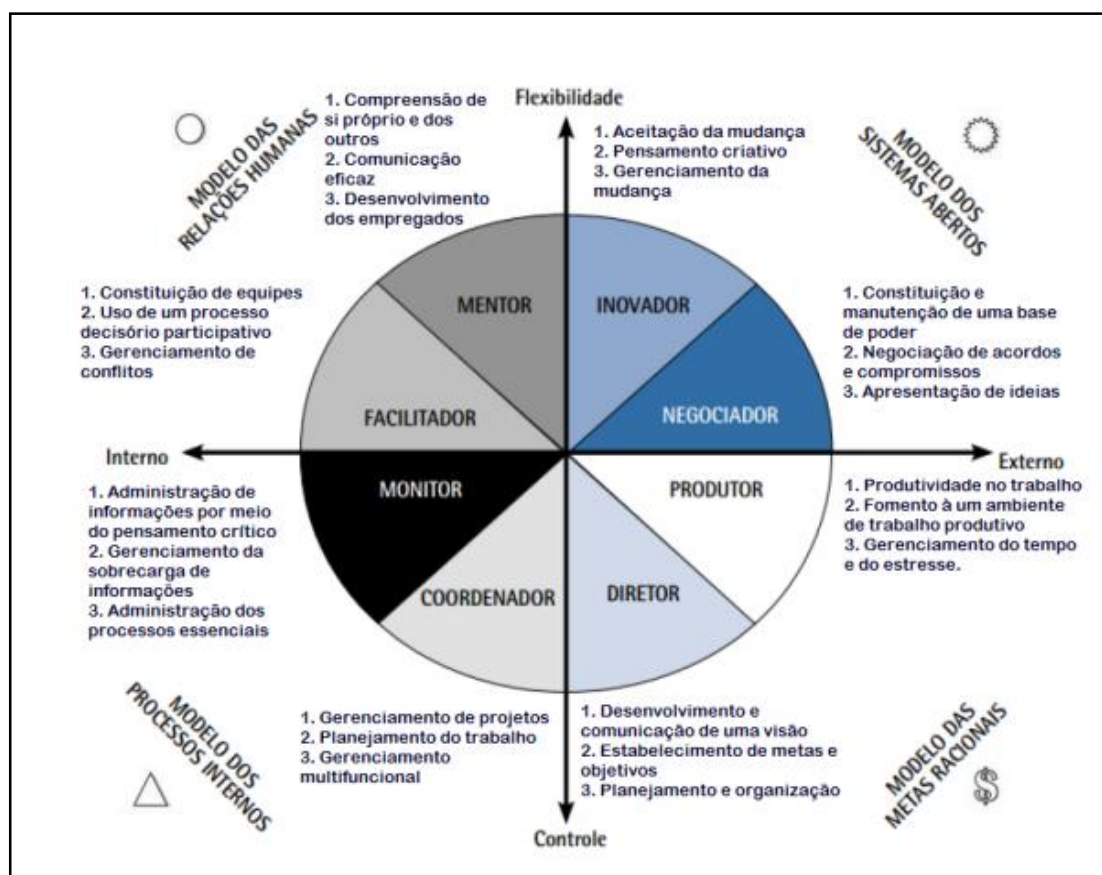 Flexibilidade
MODELO DAS
RELAÇÕES HUMANAS
1. Compreensão de
si próprio e dos
outros
2. Comunicação
eficaz
3. Desenvolvimento
dos empregados
1. Aceitação da mudança
2. Pensamento criativo
3. Gerenciamento da
mudança
MODELO DOS
SISTEMAS ABERTOS
1. Constituição de equipes
2. Uso de um processo
decisório participativo
3. Gerenciamento de
conflitos
MENTOR
INOVADOR
1. Constituição e
manutenção de uma base
de poder
2. Negociação de acordos
e compromissos
3. Apresentação de ideias
FACILITADOR
NEGOCIADOR
Interno
Externo
1. Administração de
informações por meio
do pensamento crítico
2. Gerenciamento da
sobrecarga de
informações
3. Administração dos
processos essenciais
MONITOR
PRODUTOR
1. Produtividade no trabalho
2. Fomento à um ambiente
de trabalho produtivo
3. Gerenciamento do tempo
e do estresse.
COORDENADOR
DIRETOR
MODELO DOS
PROCESSOS INTERNOS
1. Gerenciamento de projetos
2. Planejamento do trabalho
3. Gerenciamento
multifuncional
1. Desenvolvimento e
comunicação de uma visão
2. Estabelecimento de metas e
objetivos
3. Planejamento e organização
MODELO DAS
METAS RACIONAIS
$
Controle